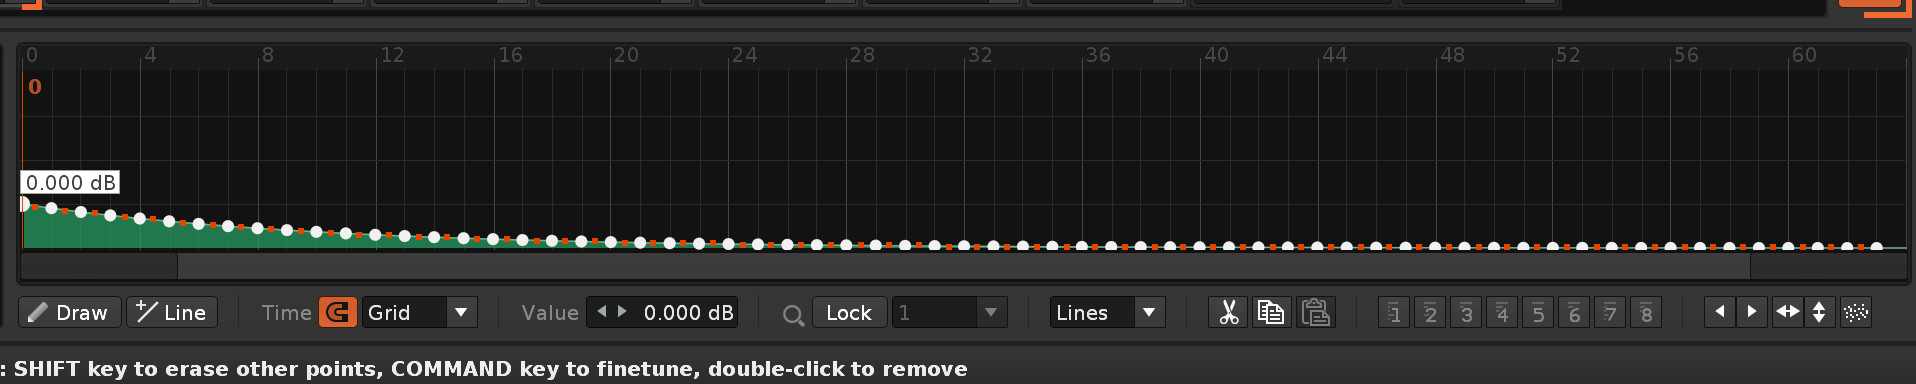 0 4 8 12 16 20 24 28 32 36 40 44 48 52 56 60
0
0.000 dB
Draw Line Time Grid Value 0.000 dB Lock 1 Lines 1 2 3 4 5 6 7 8
: SHIFT key to erase other points, COMMAND key to finetune, double-click to remove